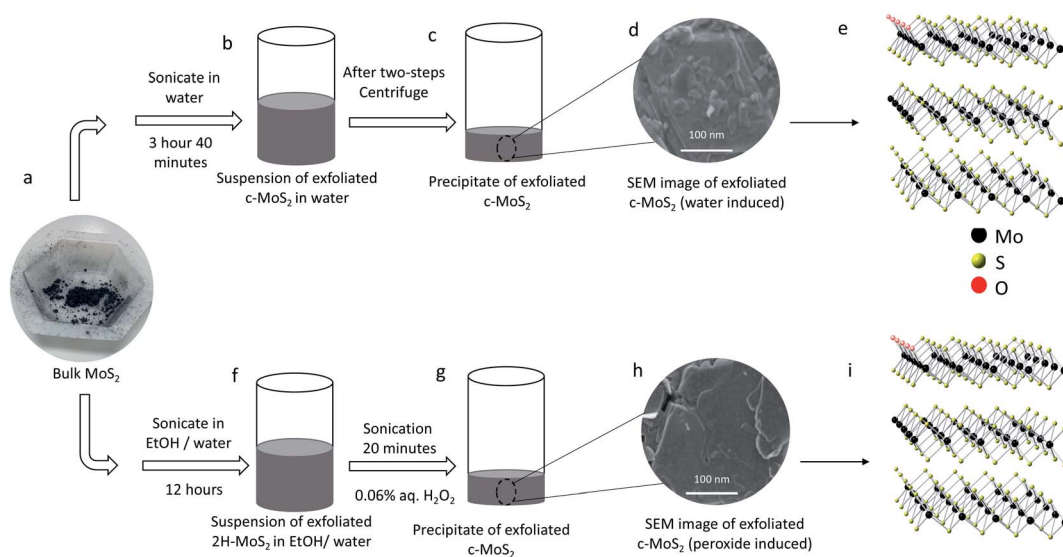 a
Bulk MoS₂
Sonicate in
water
3 hour 40
minutes
b
Suspension of exfoliated
c-MoS₂ in water
After two-steps
Centrifuge
c
Precipitate of exfoliated
c-MoS₂
d
100 nm
SEM image of exfoliated
c-MoS₂ (water induced)
e
Mo
S
O
Sonicate in
EtOH / water
12 hours
f
Suspension of exfoliated
2H-MoS₂ in EtOH/ water
Sonication
20 minutes
0.06% aq. H₂O₂
g
Precipitate of exfoliated
c-MoS₂
h
100 nm
SEM image of exfoliated
c-MoS₂ (peroxide induced)
i